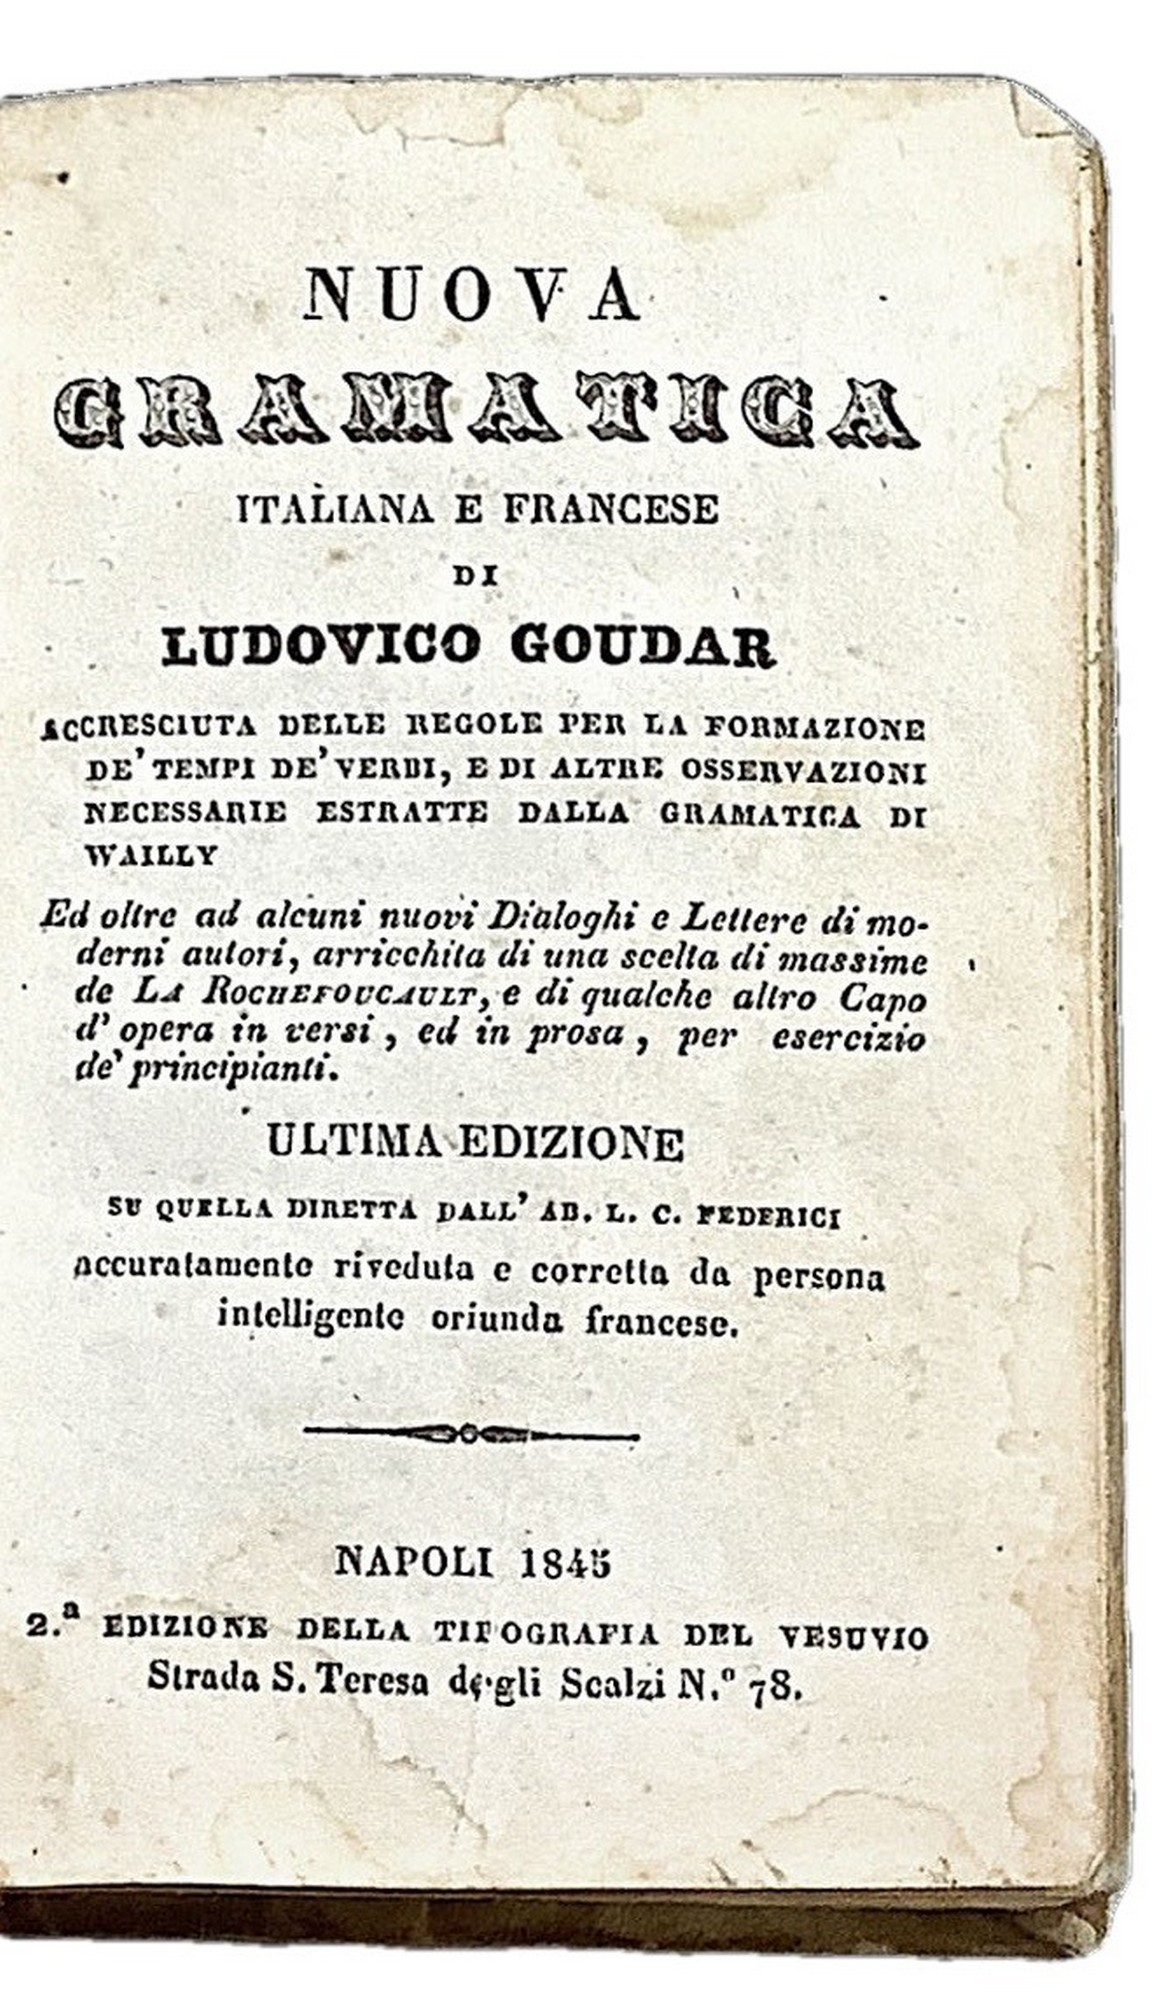 NUOVA
GRAMATICA
ITALIANA E FRANCESE
DI
LUDOVICO GOUDAR
ACCRESCIUTA DELLE REGOLE PER LA FORMAZIONE
DE' TEMPI DE' VERBI, E DI ALTRE OSSERVAZIONI
NECESSARIE ESTRATTE DALLA GRAMATICA DI
WAILLY
Ed oltre ad alcuni nuovi Dialoghi e Lettere di mo-
derni autori, arricchita di una scelta di massime
de LA ROCHEFOUCAULT, e di qualche altro Capo
d' opera in versi, ed in prosa, per esercizio
de' principianti.
ULTIMA EDIZIONE
SU QUELLA DIRETTA DALL' AB. L. C. FEDERICI
accuratamente riveduta e corretta da persona
intelligente oriunda francese.
NAPOLI 1845
2.ª EDIZIONE DELLA TIPOGRAFIA DEL VESUVIO
Strada S. Teresa degli Scalzi N.º 78.